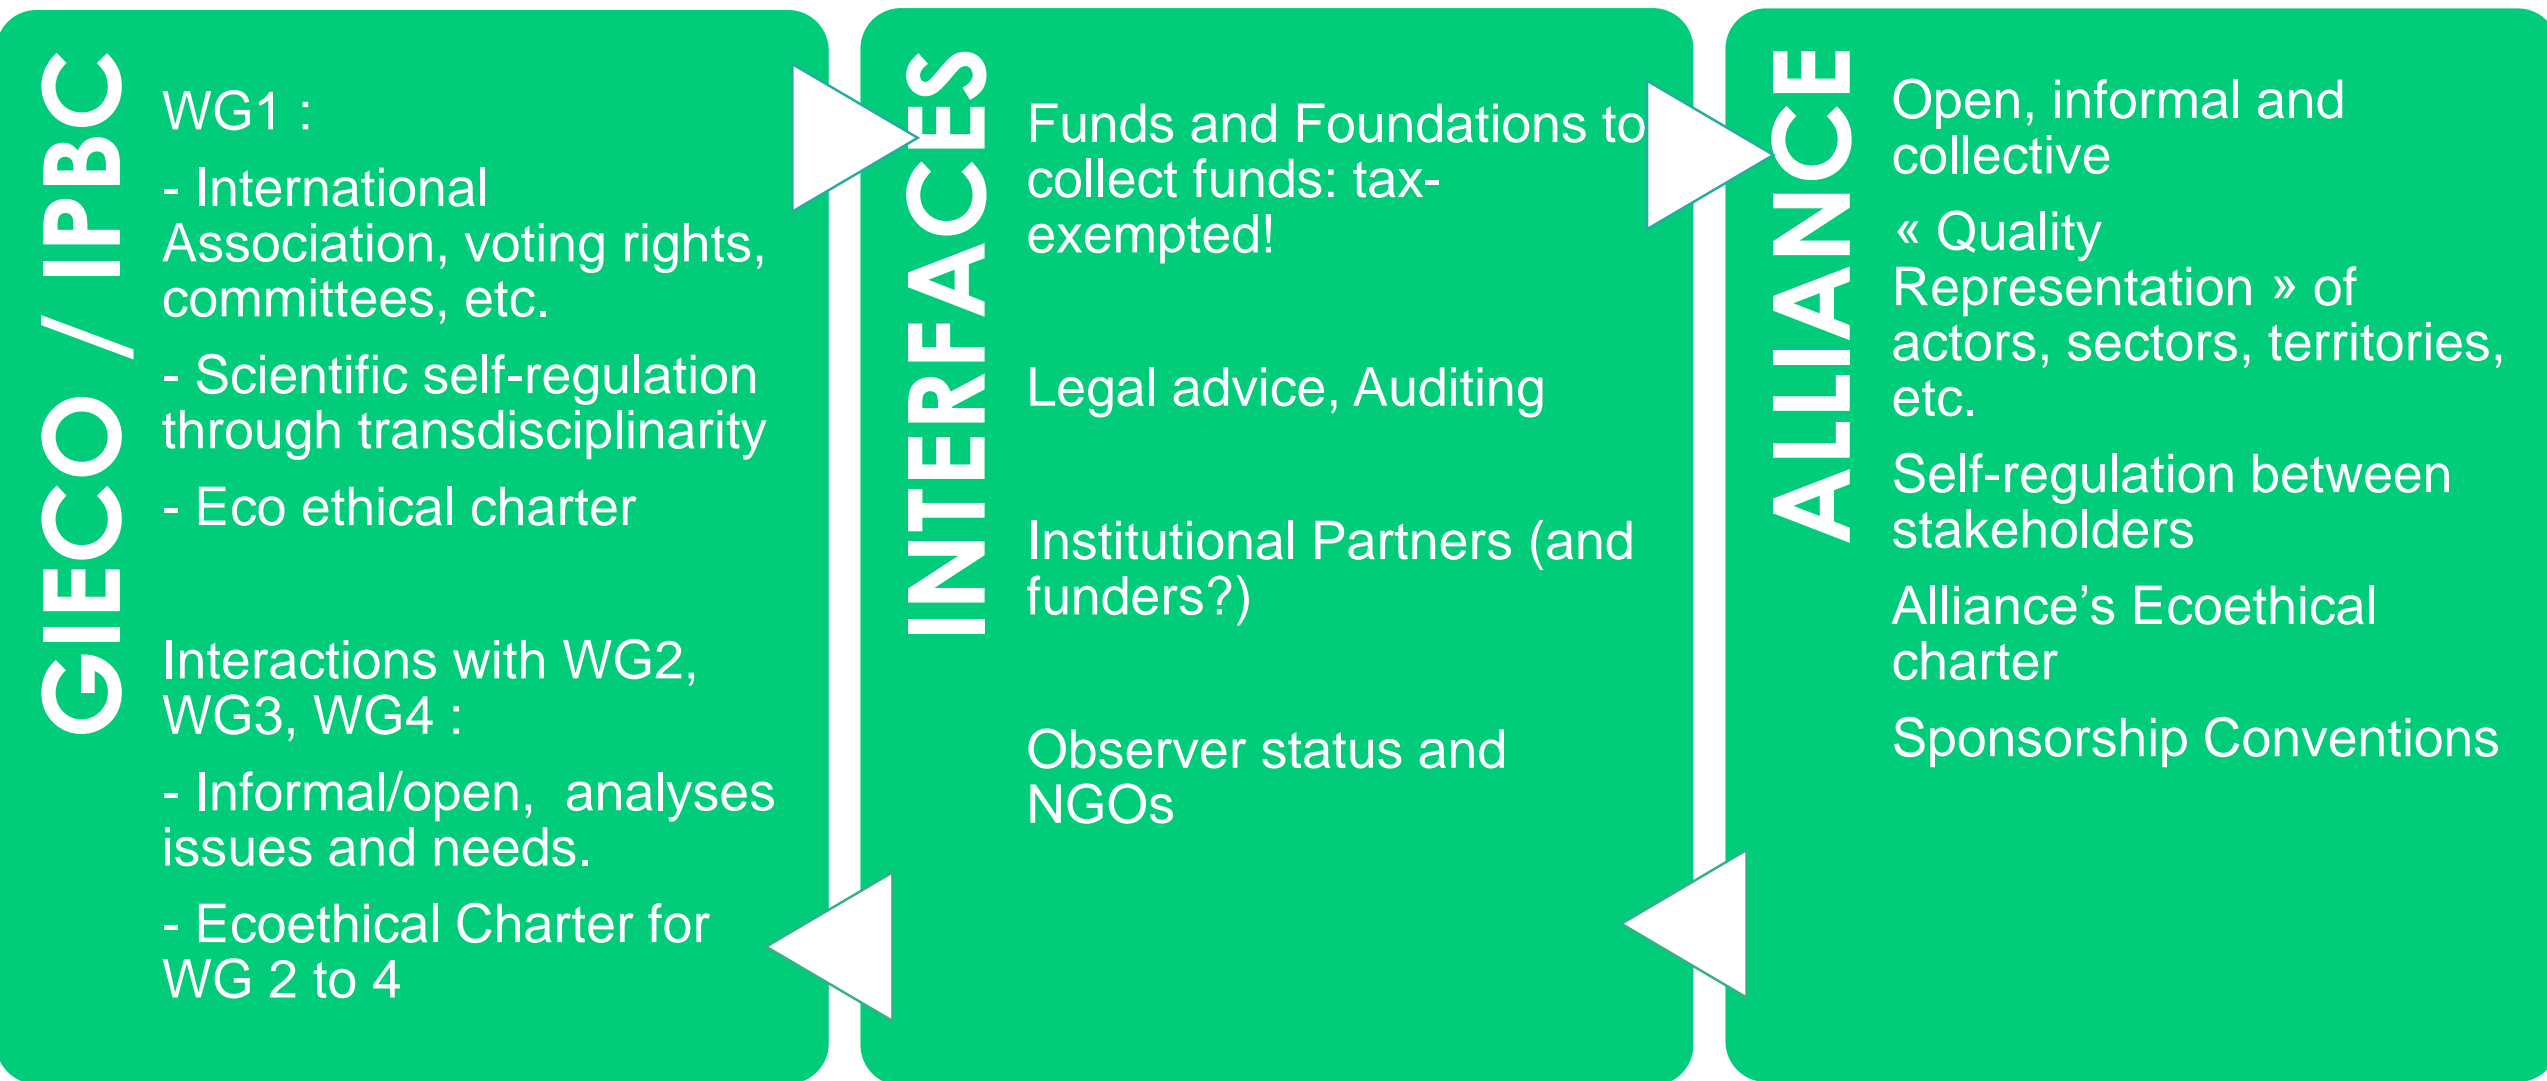 GIECO / IPBC
WG1 :
- International
Association, voting rights,
committees, etc.
- Scientific self-regulation
through transdisciplinarity
- Eco ethical charter
Interactions with WG2,
WG3, WG4 :
- Informal/open,  analyses
issues and needs.
- Ecoethical Charter for
WG 2 to 4
INTERFACES
Funds and Foundations to
collect funds: tax-
exempted!
Legal advice, Auditing
Institutional Partners (and
funders?)
Observer status and
NGOs
ALLIANCE
Open, informal and
collective
« Quality
Representation » of
actors, sectors, territories,
etc.
Self-regulation between
stakeholders
Alliance’s Ecoethical
charter
Sponsorship Conventions